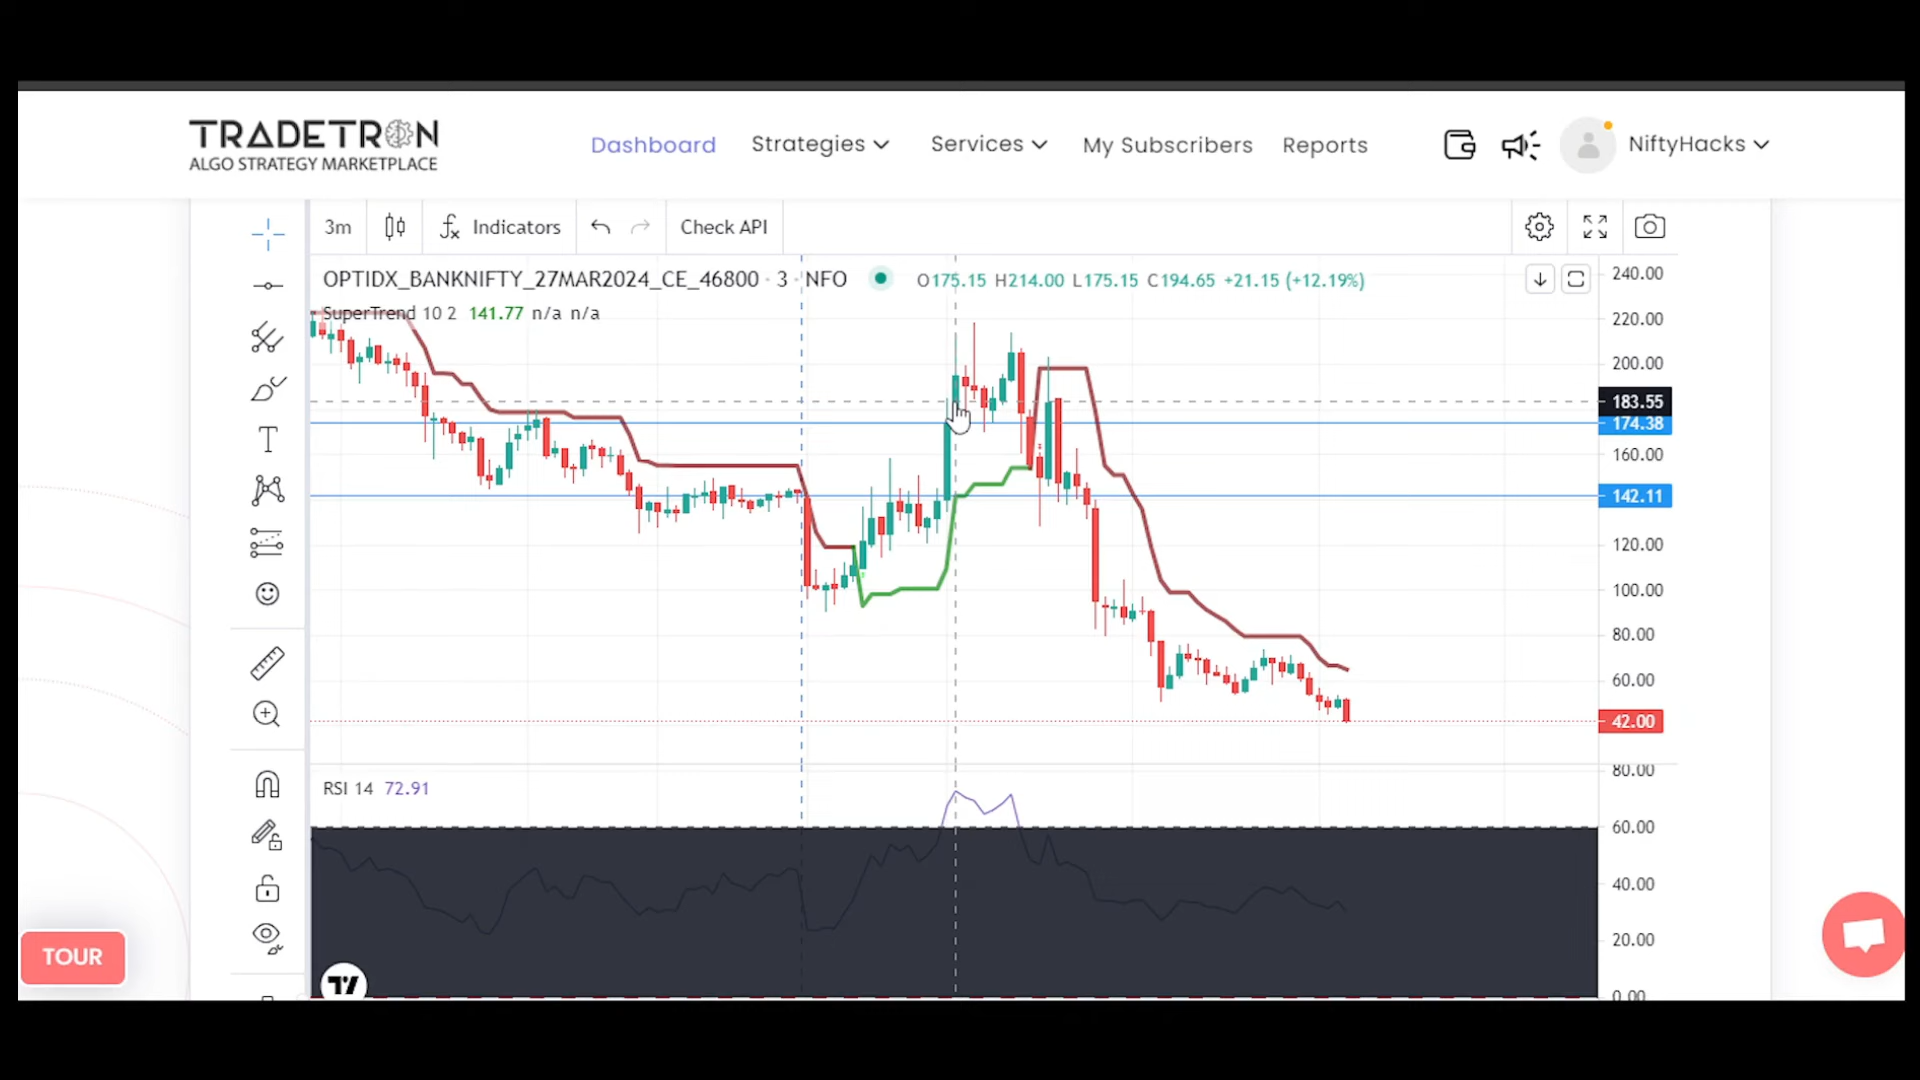 TRADETRON
ALGO STRATEGY MARKETPLACE
Dashboard Strategies Services My Subscribers Reports NiftyHacks
3m Indicators Check API
OPTIDX_BANKNIFTY_27MAR2024_CE_46800 · 3 · NFO O175.15 H214.00 L175.15 C194.65 +21.15 (+12.19%)
SuperTrend 10 2 141.77 n/a n/a
240.00
220.00
200.00
183.55
174.38
160.00
142.11
120.00
100.00
80.00
60.00
42.00
RSI 14 72.91
80.00
60.00
40.00
20.00
0.00
TOUR